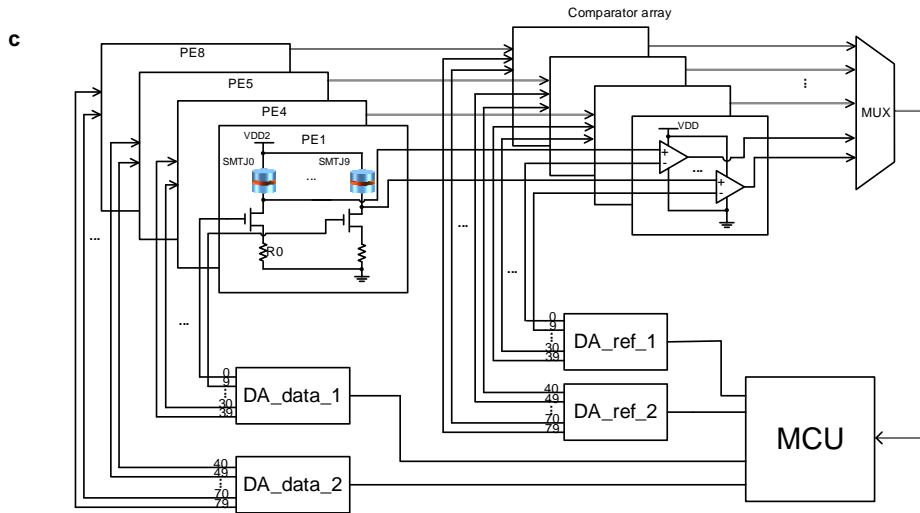 Comparator array
c
PE8
PE5
PE4
PE1
VDD2
SMTJ0
...
SMTJ9
R0
VDD
+
-
...
+
-
...
MUX
...
...
...
...
0
9
...
30
39
DA_ref_1
40
49
...
70
79
DA_ref_2
0
9
...
30
39
DA_data_1
40
49
...
70
79
DA_data_2
MCU